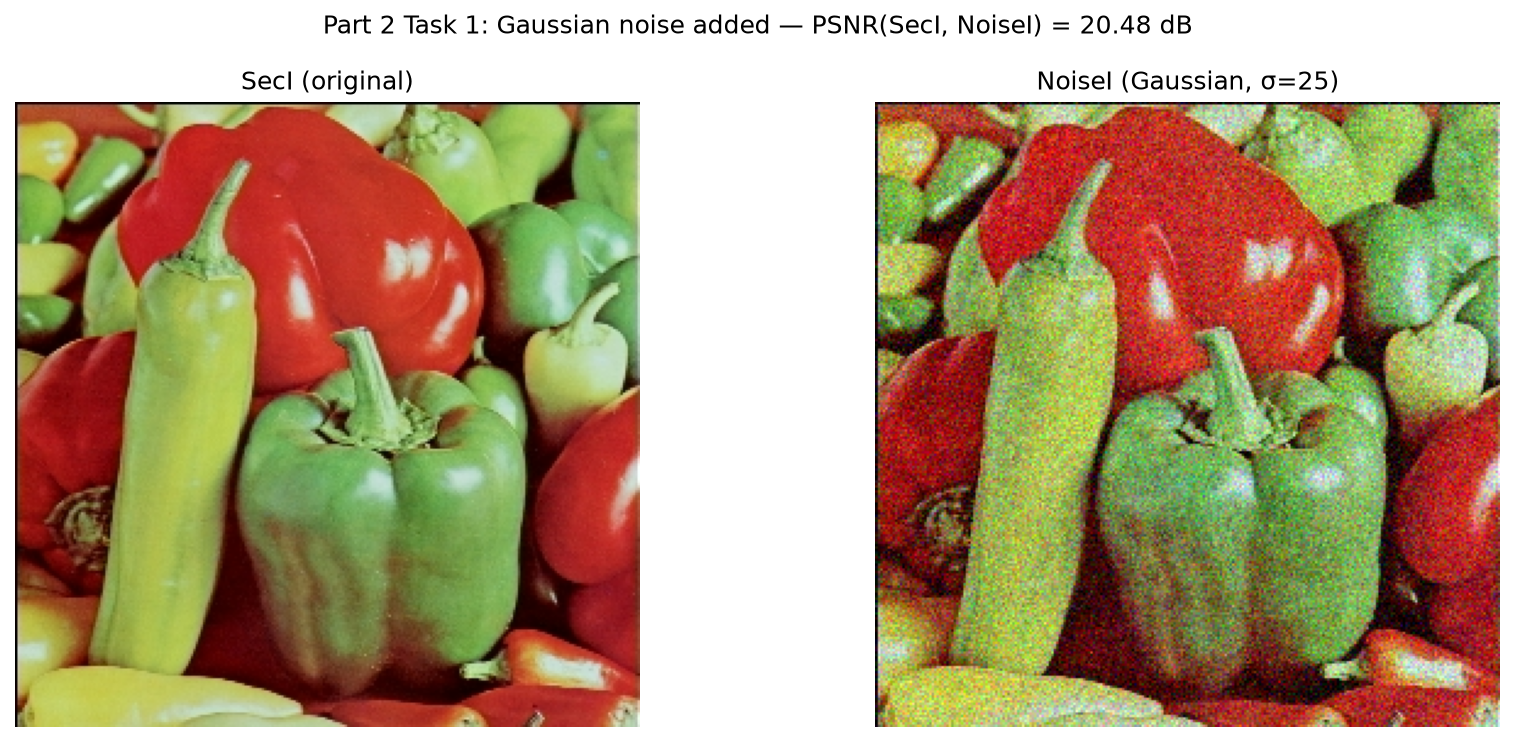 Part 2 Task 1: Gaussian noise added — PSNR(SecI, NoiseI) = 20.48 dB
SecI (original)
NoiseI (Gaussian, σ=25)